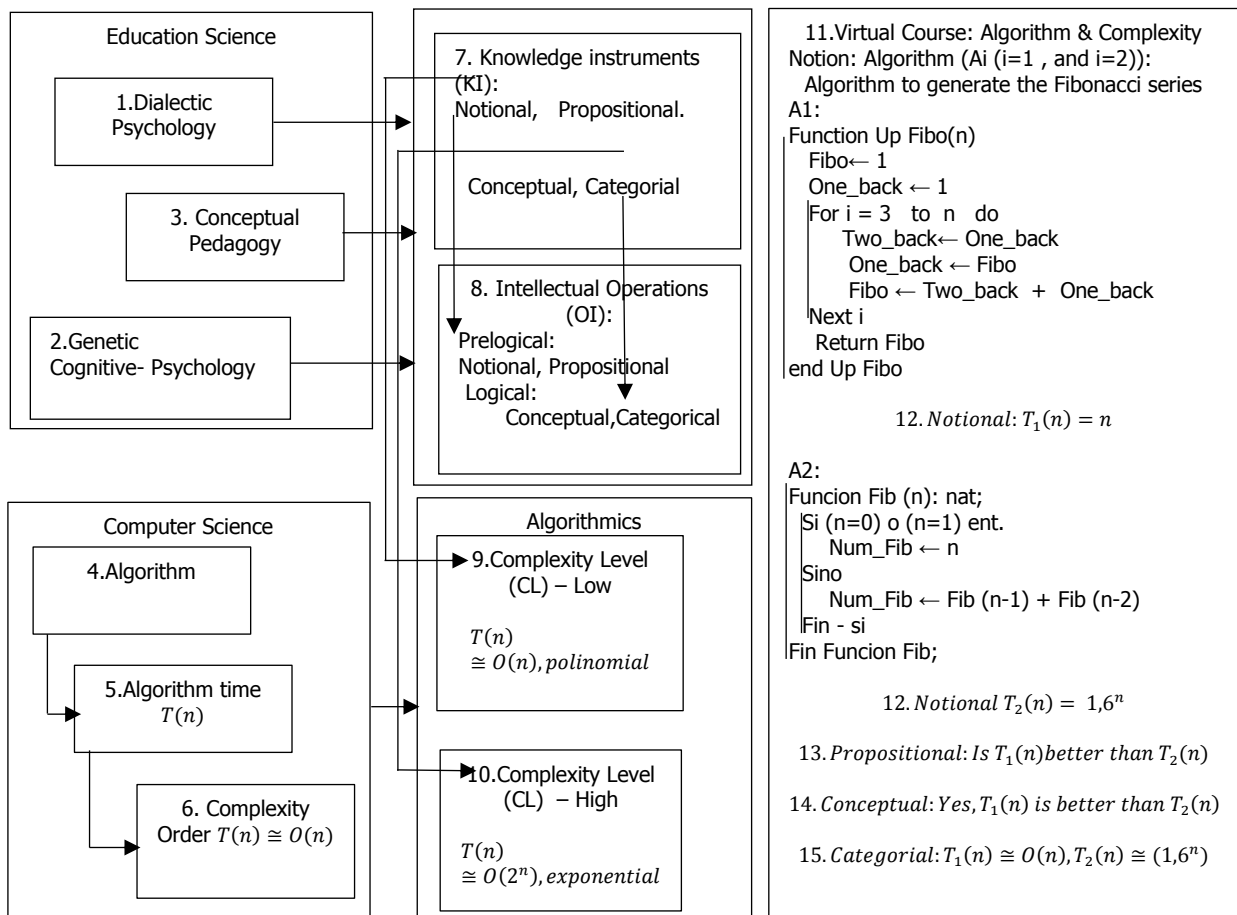 Education Science
1.Dialectic
Psychology
3. Conceptual
Pedagogy
2.Genetic
Cognitive- Psychology
7. Knowledge instruments
(KI):
Notional, Propositional.
Conceptual, Categorial
8. Intellectual Operations
(OI):
Prelogical:
Notional, Propositional
Logical:
Conceptual,Categorical
Computer Science
4.Algorithm
5.Algorithm time
T(n)
6. Complexity
Order T(n) ≅ O(n)
Algorithmics
9.Complexity Level
(CL) – Low
T(n)
≅ O(n), polinomial
10.Complexity Level
(CL) – High
T(n)
≅ O(2ⁿ), exponential
11.Virtual Course: Algorithm & Complexity
Notion: Algorithm (Ai (i=1 , and i=2)):
Algorithm to generate the Fibonacci series
A1:
Function Up Fibo(n)
Fibo← 1
One_back ← 1
For i = 3 to n do
Two_back← One_back
One_back ← Fibo
Fibo ← Two_back + One_back
Next i
Return Fibo
end Up Fibo
12. Notional: T₁(n) = n
A2:
Funcion Fib (n): nat;
Si (n=0) o (n=1) ent.
Num_Fib ← n
Sino
Num_Fib ← Fib (n-1) + Fib (n-2)
Fin - si
Fin Funcion Fib;
12. Notional T₂(n) = 1,6ⁿ
13. Propositional: Is T₁(n)better than T₂(n)
14. Conceptual: Yes, T₁(n) is better than T₂(n)
15. Categorial: T₁(n) ≅ O(n), T₂(n) ≅ (1,6ⁿ)